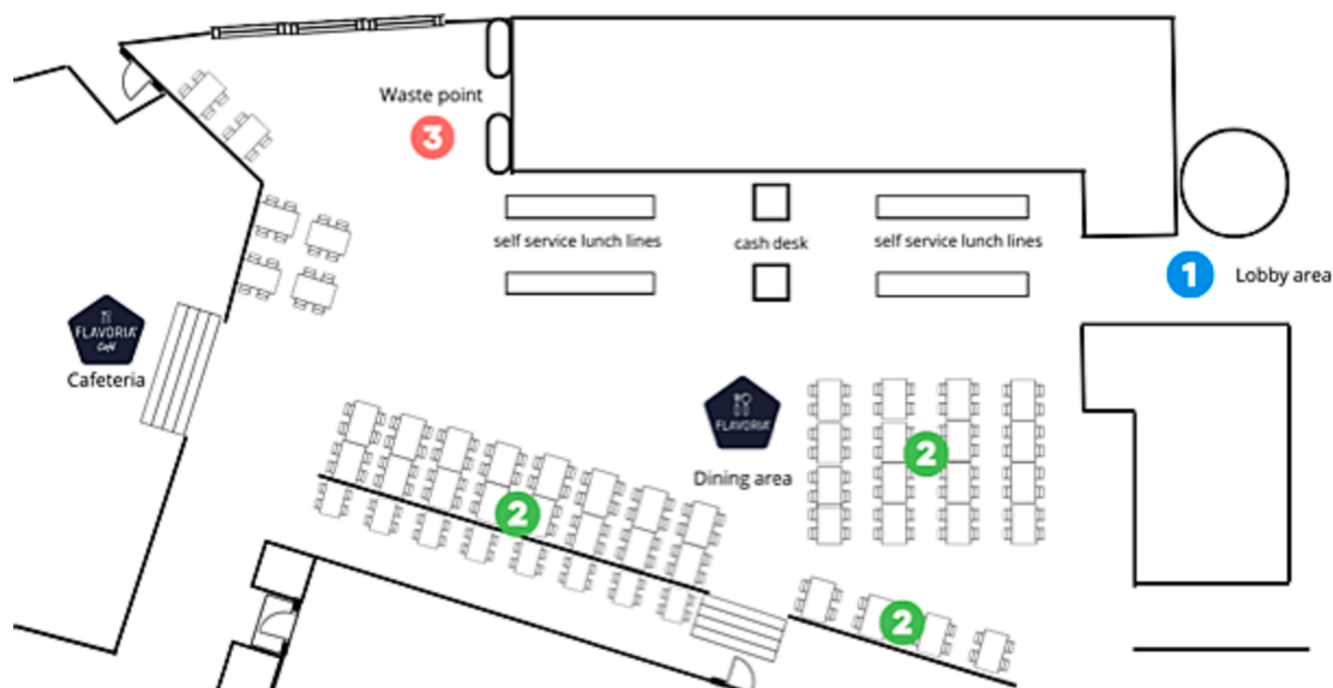 Waste point
3
self service lunch lines
cash desk
self service lunch lines
1
Lobby area
FLAVORIA
Café
Cafeteria
FLAVORIA
2
Dining area
2
2